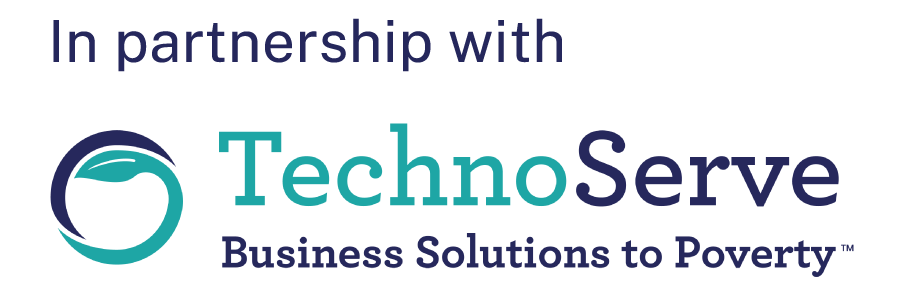 In partnership with
TechnoServe
Business Solutions to Poverty™